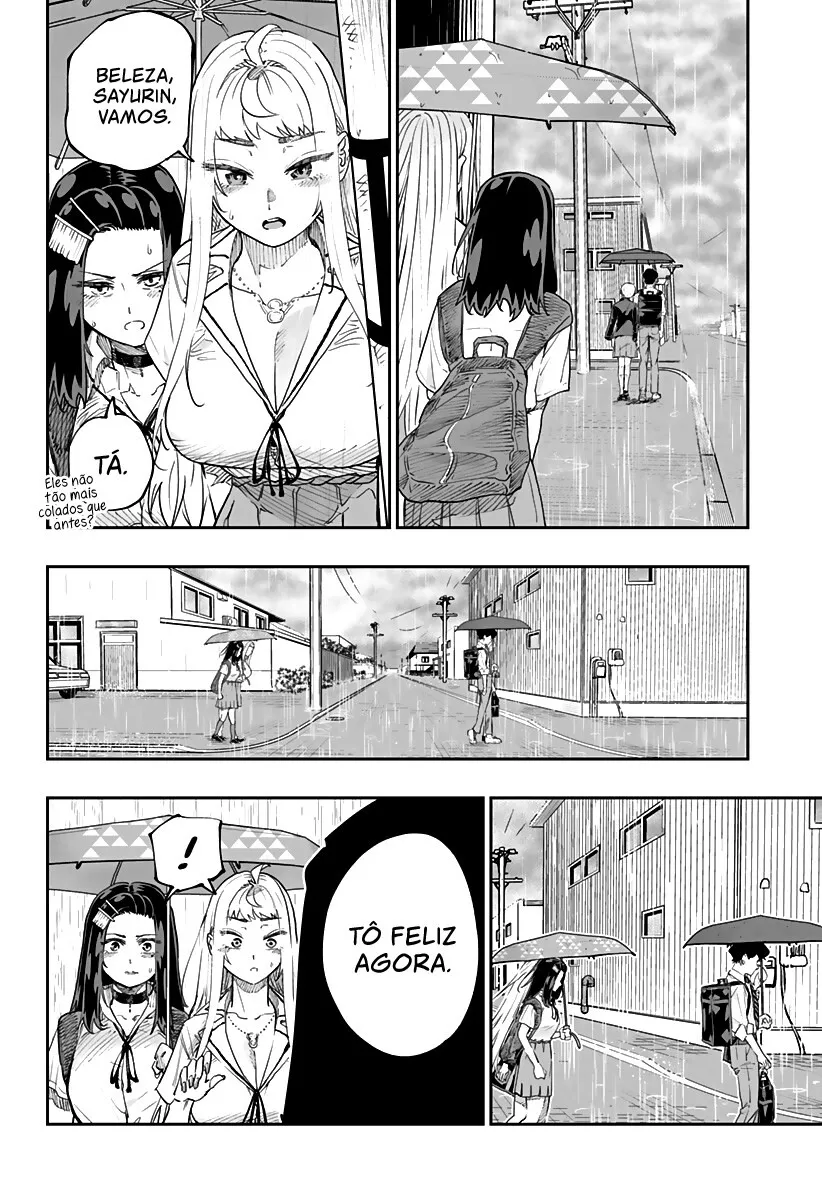 BELEZA,
SAYURIN,
VAMOS.
TÁ.
Eles não
tão mais
colados que
antes?
!
TÔ FELIZ
AGORA.